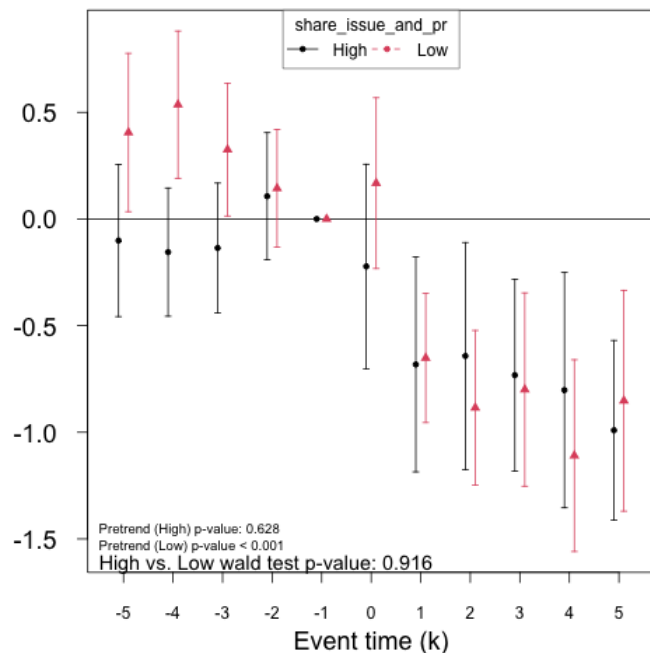 share_issue_and_pr
High Low
0.5
0.0
-0.5
-1.0
-1.5
Pretrend (High) p-value: 0.628
Pretrend (Low) p-value < 0.001
High vs. Low wald test p-value: 0.916
-5 -4 -3 -2 -1 0 1 2 3 4 5
Event time (k)